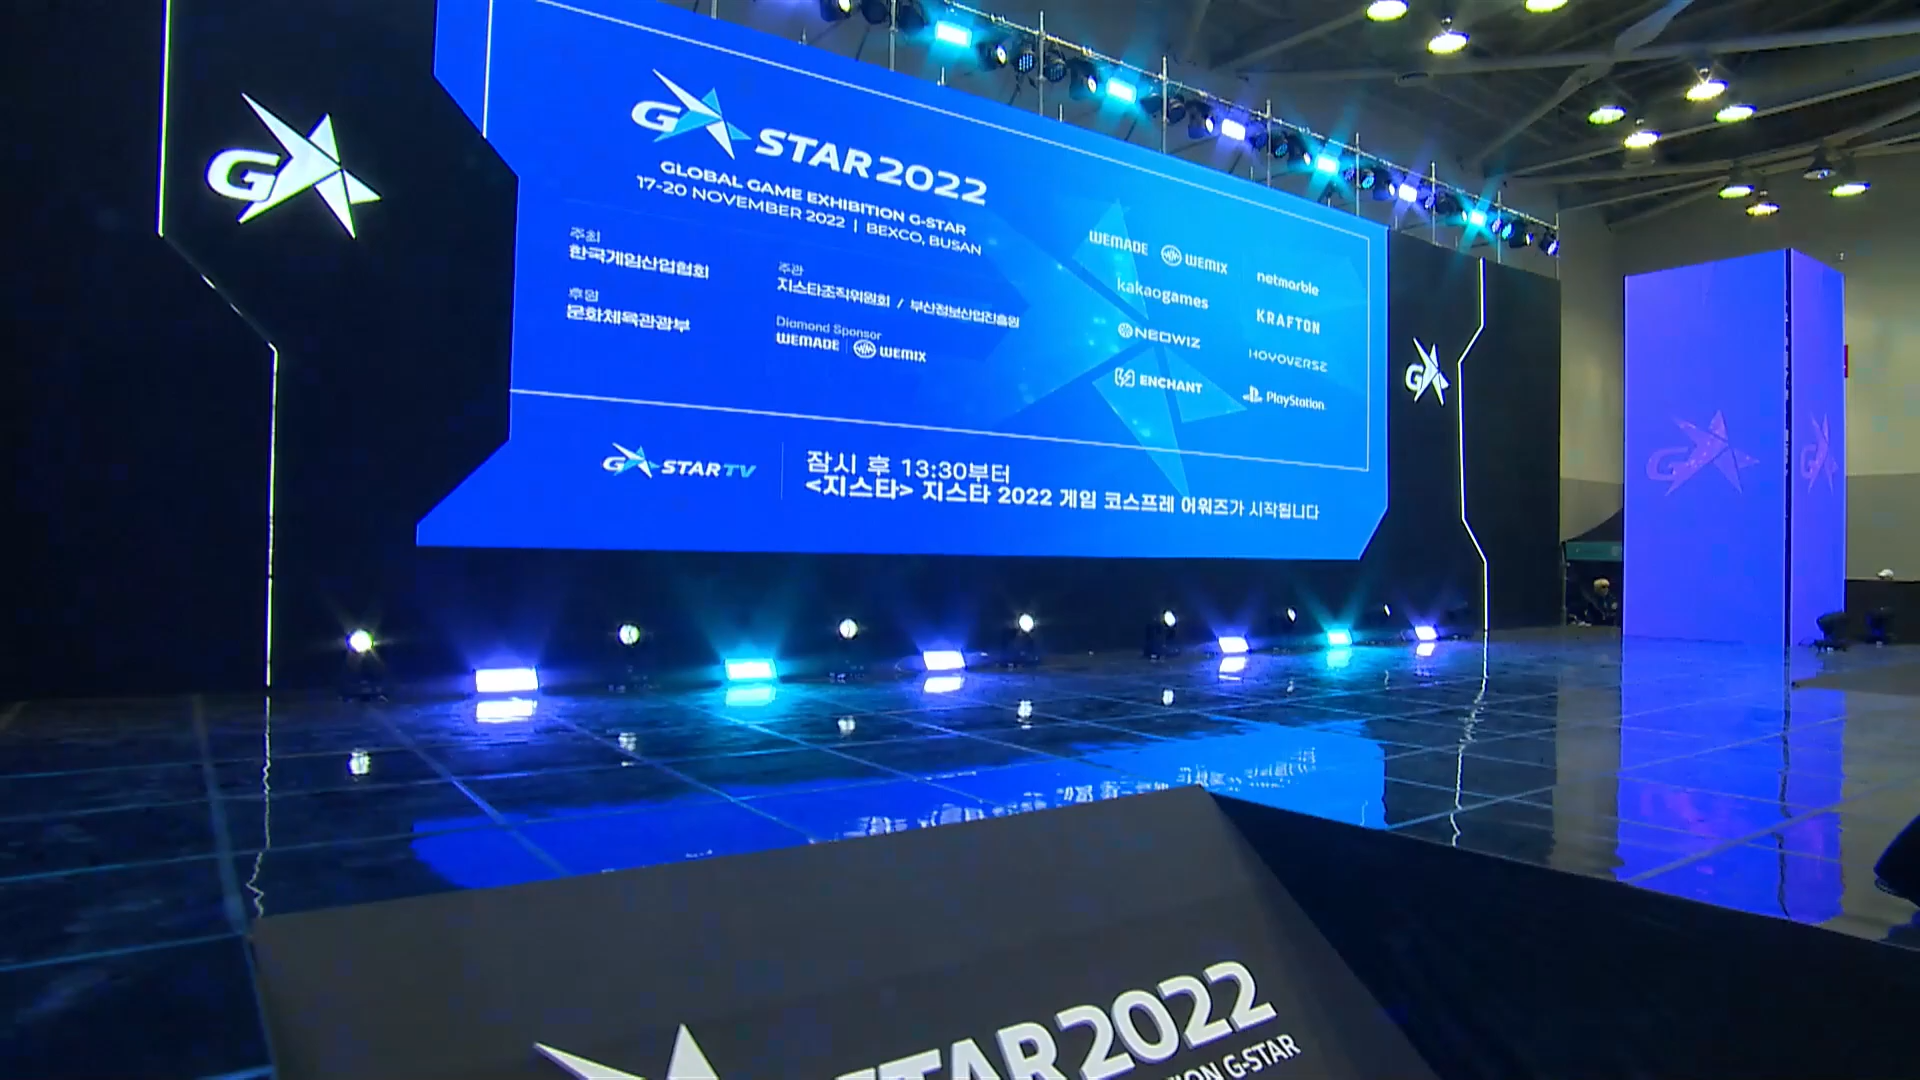 G
G STAR 2022
GLOBAL GAME EXHIBITION G-STAR
17-20 NOVEMBER 2022 | BEXCO, BUSAN
주최
한국게임산업협회
후원
문화체육관광부
주관
지스타조직위원회 / 부산정보산업진흥원
Diamond Sponsor
WEMADE | WEMIX
WEMADE WEMIX
netmarble
kakaogames
KRAFTON
NEOWIZ
HOYOVERSE
ENCHANT
PlayStation.
G STAR TV
잠시 후 13:30부터
<지스타> 지스타 2022 게임 코스프레 어워즈가 시작됩니다
G
G
G
STAR 2022
TION G-STAR